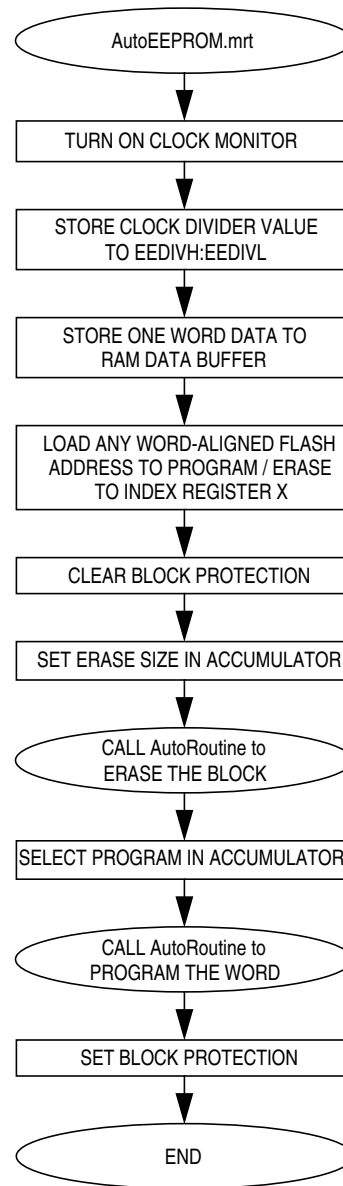 AutoEEPROM.mrt
TURN ON CLOCK MONITOR
STORE CLOCK DIVIDER VALUE
TO EEDIVH:EEDIVL
STORE ONE WORD DATA TO
RAM DATA BUFFER
LOAD ANY WORD-ALIGNED FLASH
ADDRESS TO PROGRAM / ERASE
TO INDEX REGISTER X
CLEAR BLOCK PROTECTION
SET ERASE SIZE IN ACCUMULATOR
CALL AutoRoutine to
ERASE THE BLOCK
SELECT PROGRAM IN ACCUMULATOR
CALL AutoRoutine to
PROGRAM THE WORD
SET BLOCK PROTECTION
END